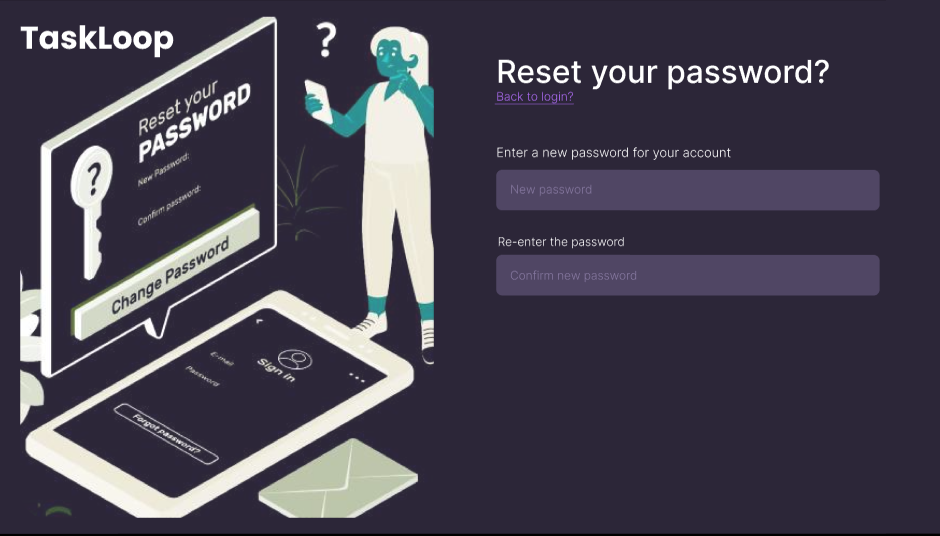 TaskLoop
?
Reset your
PASSWORD
New Password:
Confirm password:
?
Change Password
E-mail
Password
Sign in
Forgot password?
Reset your password?
Back to login?
Enter a new password for your account
New password
Re-enter the password
Confirm new password